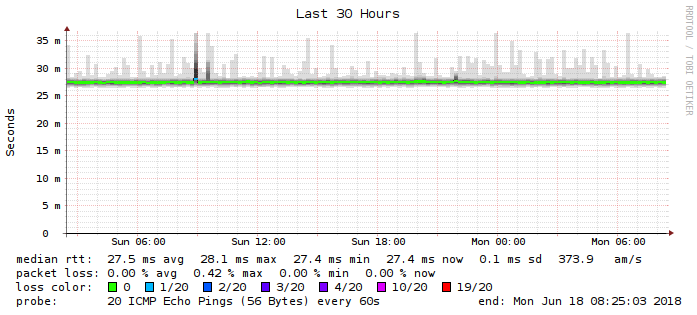 Last 30 Hours
RRDTOOL / TOBI OETIKER
Seconds
35 m
30 m
25 m
20 m
15 m
10 m
5 m
0
Sun 06:00 Sun 12:00 Sun 18:00 Mon 00:00 Mon 06:00
median rtt: 27.5 ms avg 28.1 ms max 27.4 ms min 27.4 ms now 0.1 ms sd 373.9 am/s
packet loss: 0.00 % avg 0.42 % max 0.00 % min 0.00 % now
loss color: 0 1/20 2/20 3/20 4/20 10/20 19/20
probe: 20 ICMP Echo Pings (56 Bytes) every 60s end: Mon Jun 18 08:25:03 2018